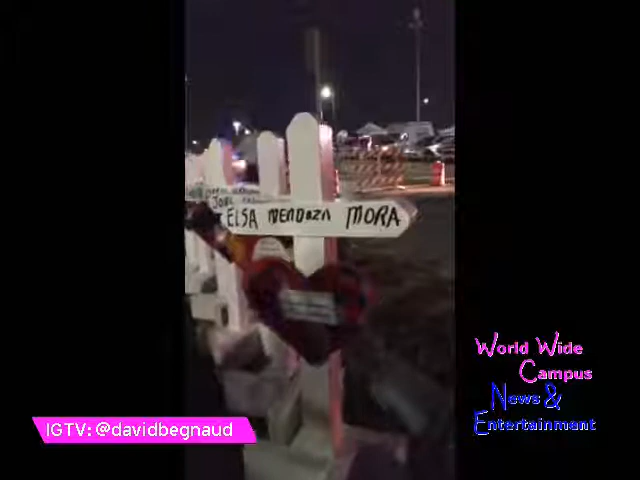 ELSA MENDOZA MORA
World Wide
Campus
News &
Entertainment
IGTV: @davidbegnaud